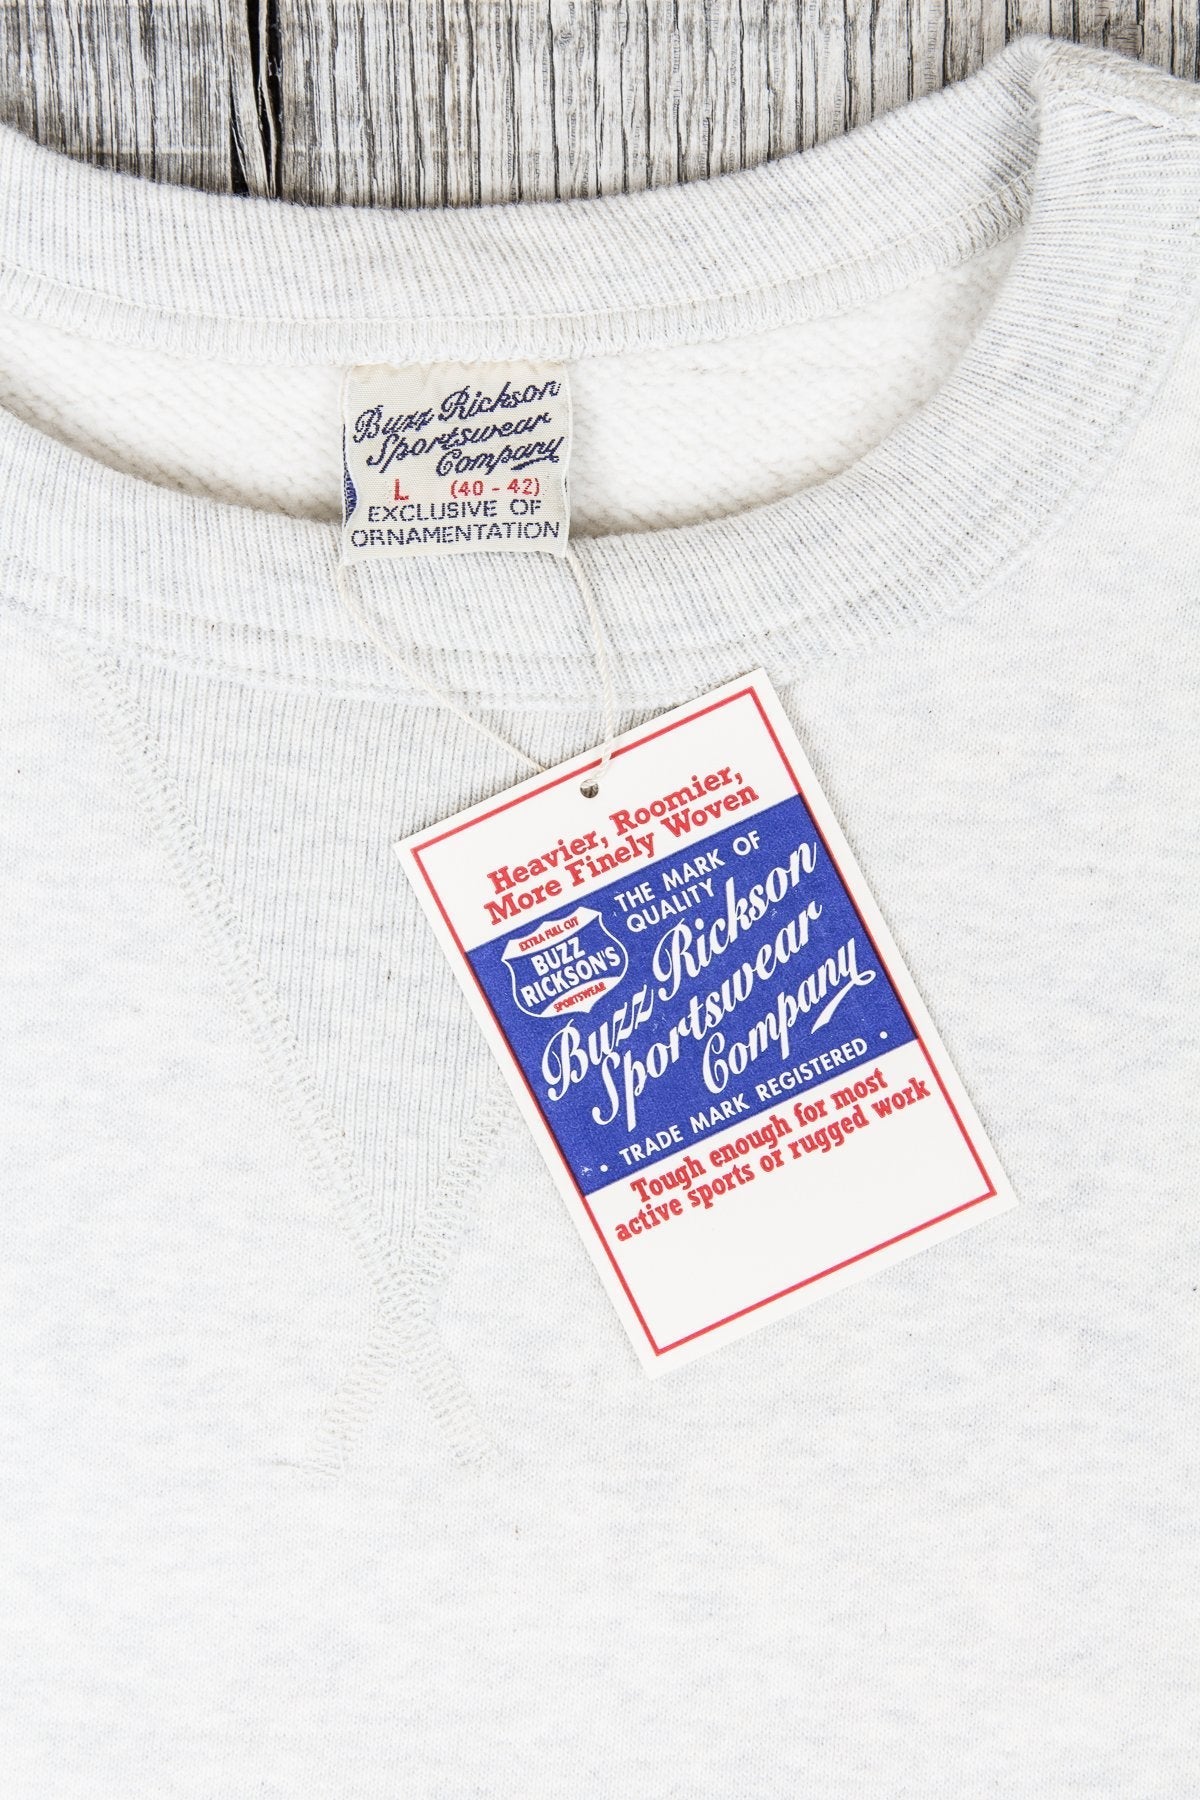 Buzz Rickson
Sportswear
Company
L (40 - 42)
EXCLUSIVE OF
ORNAMENTATION
Heavier, Roomier,
More Finely Woven
THE MARK OF
QUALITY
EXTRA FULL CUT
BUZZ
RICKSON'S
SPORTSWEAR
Buzz Rickson
Sportswear
Company
· TRADE MARK REGISTERED ·
Tough enough for most
active sports or rugged work